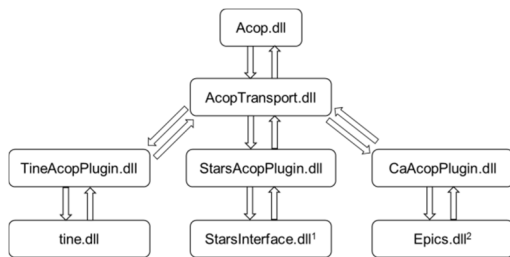 Acop.dll
AcopTransport.dll
TineAcopPlugin.dll
StarsAcopPlugin.dll
CaAcopPlugin.dll
tine.dll
StarsInterface.dll¹
Epics.dll²